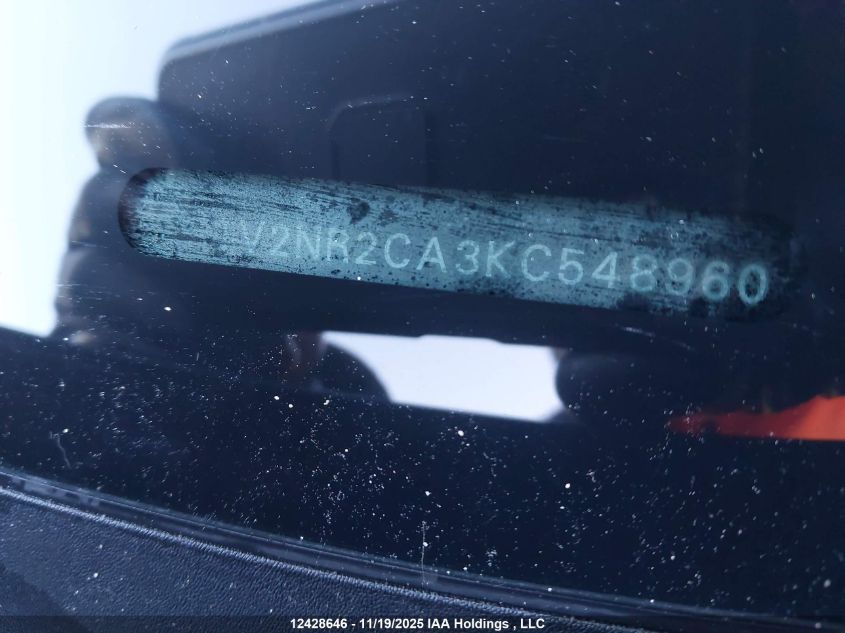 V2NR2CA3KC548960
12428646 - 11/19/2025 IAA Holdings , LLC